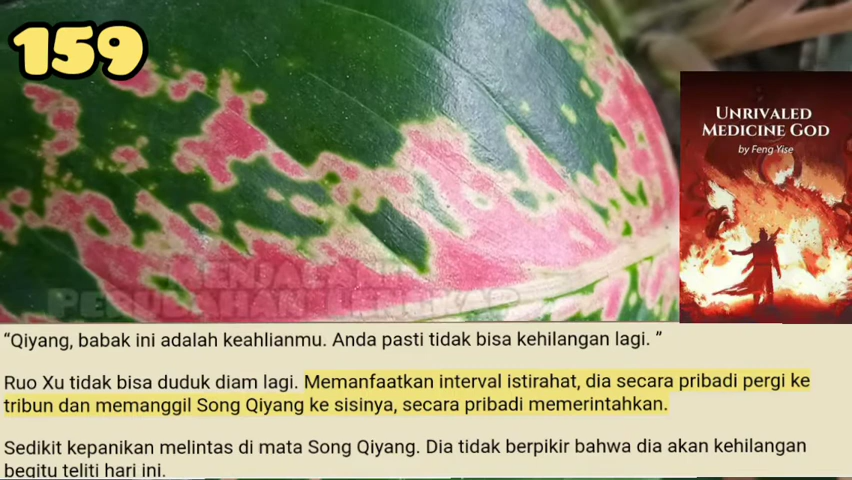 159
UNRIVALED
MEDICINE GOD
by Feng Yise
MENJALANI
PERUBAHAN LENGKAP?
“Qiyang, babak ini adalah keahlianmu. Anda pasti tidak bisa kehilangan lagi. ”
Ruo Xu tidak bisa duduk diam lagi. Memanfaatkan interval istirahat, dia secara pribadi pergi ke
tribun dan memanggil Song Qiyang ke sisinya, secara pribadi memerintahkan.
Sedikit kepanikan melintas di mata Song Qiyang. Dia tidak berpikir bahwa dia akan kehilangan
begitu teliti hari ini.